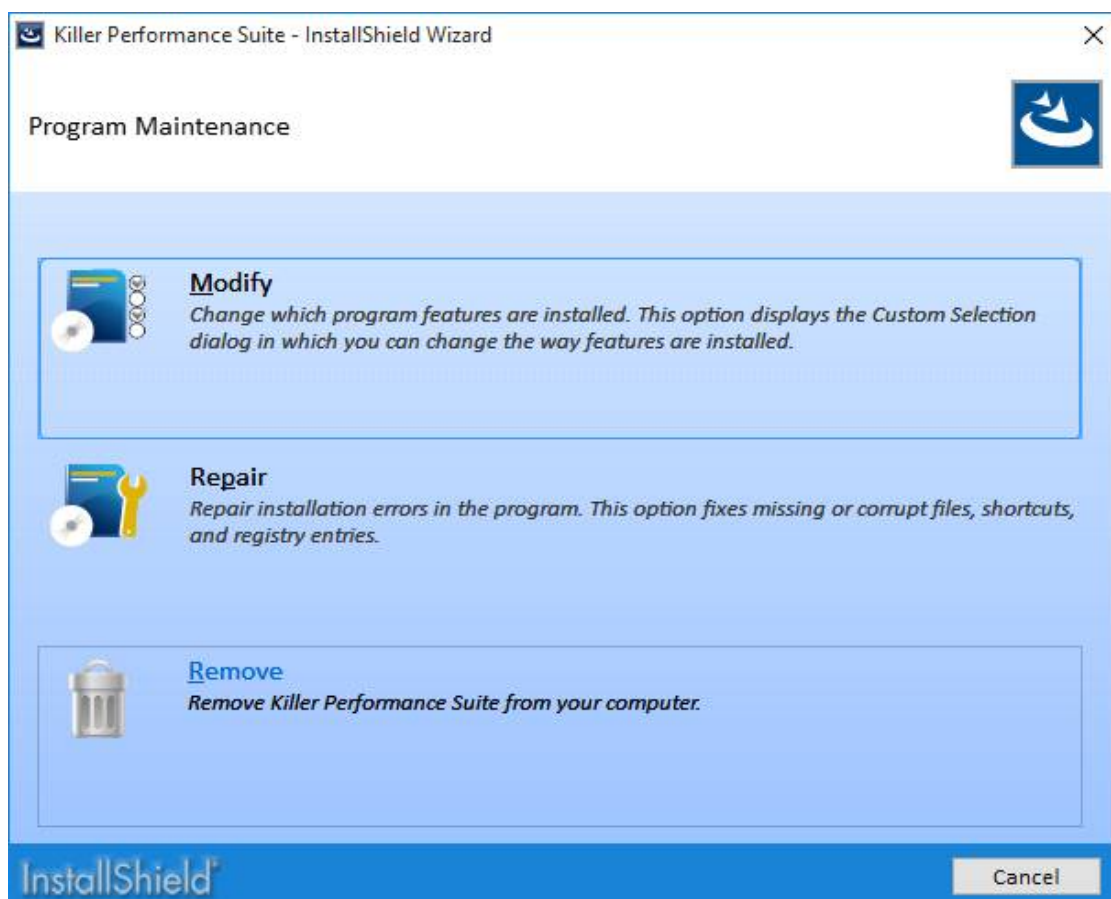 Killer Performance Suite - InstallShield Wizard
Program Maintenance
Modify
Change which program features are installed. This option displays the Custom Selection
dialog in which you can change the way features are installed.
Repair
Repair installation errors in the program. This option fixes missing or corrupt files, shortcuts,
and registry entries.
Remove
Remove Killer Performance Suite from your computer.
InstallShield®
Cancel